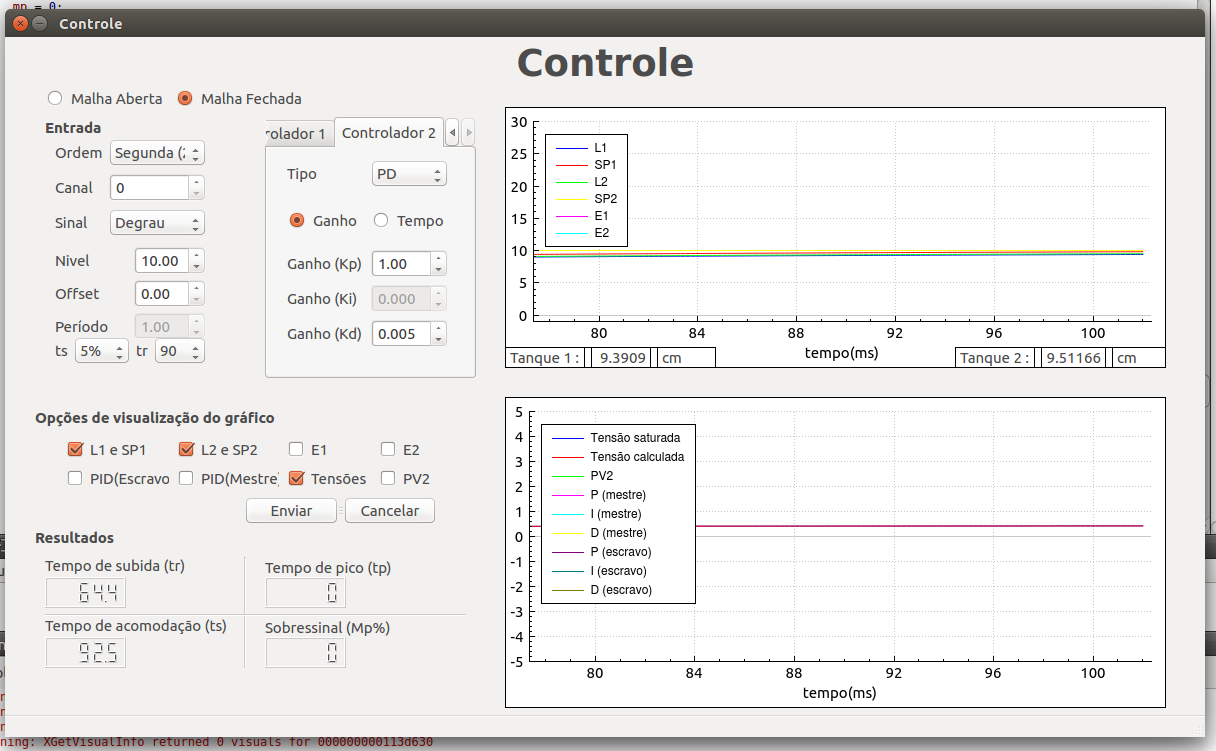 mp = 0;
Controle
Controle
Malha Aberta Malha Fechada
Entrada
Ordem Segunda (2
Canal 0
Sinal Degrau
Nivel 10.00
Offset 0.00
Período 1.00
ts 5% tr 90
rolador 1 Controlador 2
Tipo PD
Ganho Tempo
Ganho (Kp) 1.00
Ganho (Ki) 0.000
Ganho (Kd) 0.005
30
25
20
15
10
5
0
L1
SP1
L2
SP2
E1
E2
80 84 88 92 96 100
tempo(ms)
Tanque 1 : 9.3909 cm
Tanque 2 : 9.51166 cm
Opções de visualização do gráfico
L1 e SP1 L2 e SP2 E1 E2
PID(Escravo PID(Mestre) Tensões PV2
Enviar Cancelar
Resultados
Tempo de subida (tr) Tempo de pico (tp)
64.4 0
Tempo de acomodação (ts) Sobressinal (Mp%)
92.5 0
5
4
3
2
1
0
-1
-2
-3
-4
-5
Tensão saturada
Tensão calculada
PV2
P (mestre)
I (mestre)
D (mestre)
P (escravo)
I (escravo)
D (escravo)
80 84 88 92 96 100
tempo(ms)
ning: XGetVisualInfo returned 0 visuals for 000000000113d630